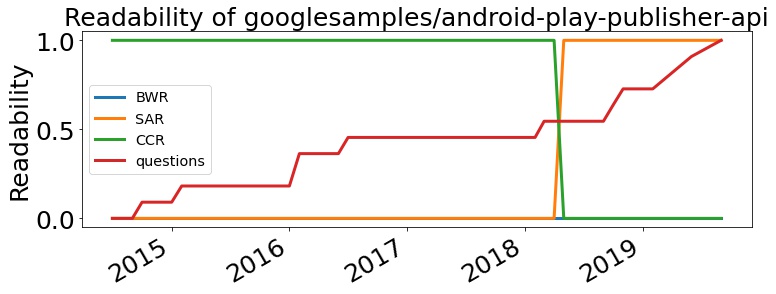 Readability of googlesamples/android-play-publisher-api
Readability
1.0
0.5
0.0
BWR
SAR
CCR
questions
2015
2016
2017
2018
2019